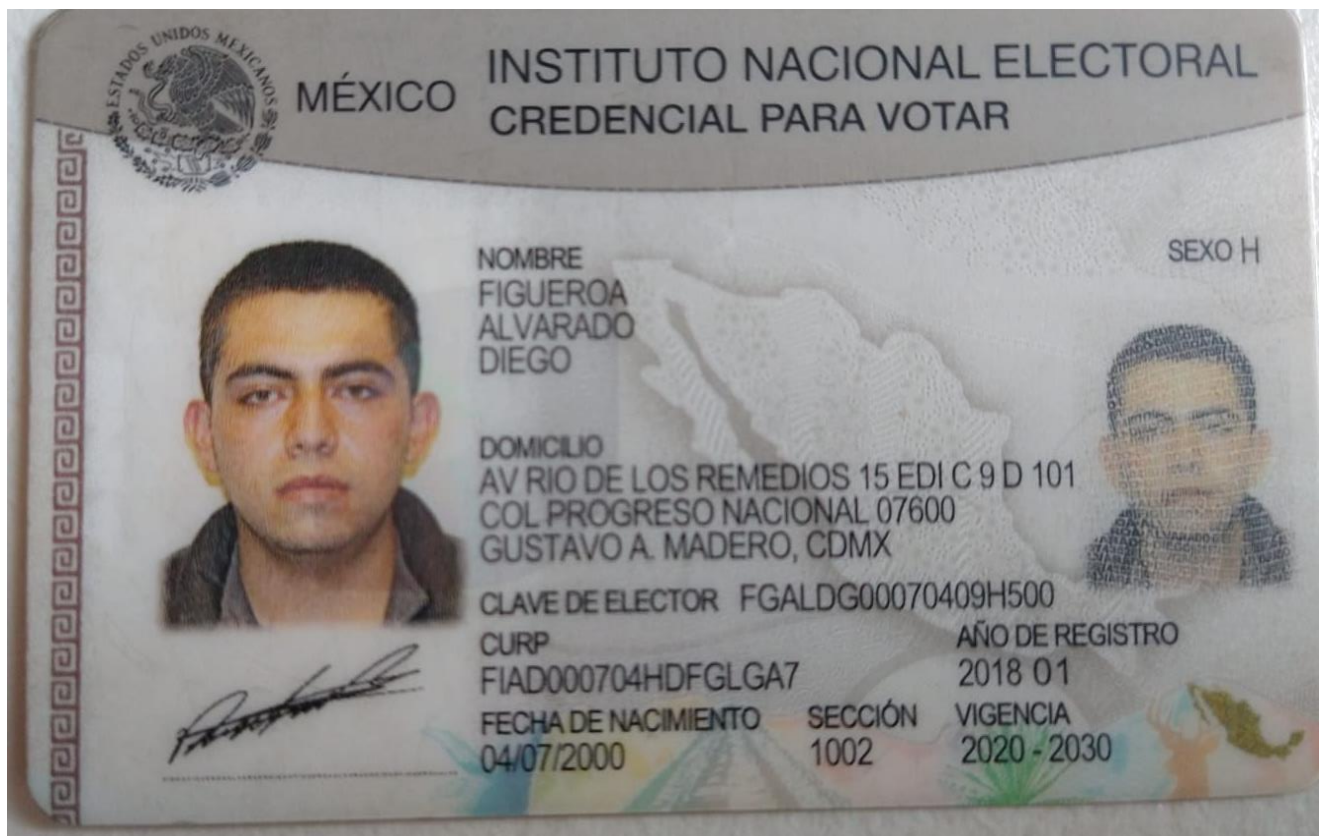 ESTADOS UNIDOS MEXICANOS
MÉXICO
INSTITUTO NACIONAL ELECTORAL
CREDENCIAL PARA VOTAR
SEXO H
NOMBRE
FIGUEROA
ALVARADO
DIEGO
DOMICILIO
AV RIO DE LOS REMEDIOS 15 EDI C 9 D 101
COL PROGRESO NACIONAL 07600
GUSTAVO A. MADERO, CDMX
CLAVE DE ELECTOR FGALDG00070409H500
CURP
FIAD000704HDFGLGA7
AÑO DE REGISTRO
2018 01
FECHA DE NACIMIENTO
04/07/2000
SECCIÓN
1002
VIGENCIA
2020 - 2030